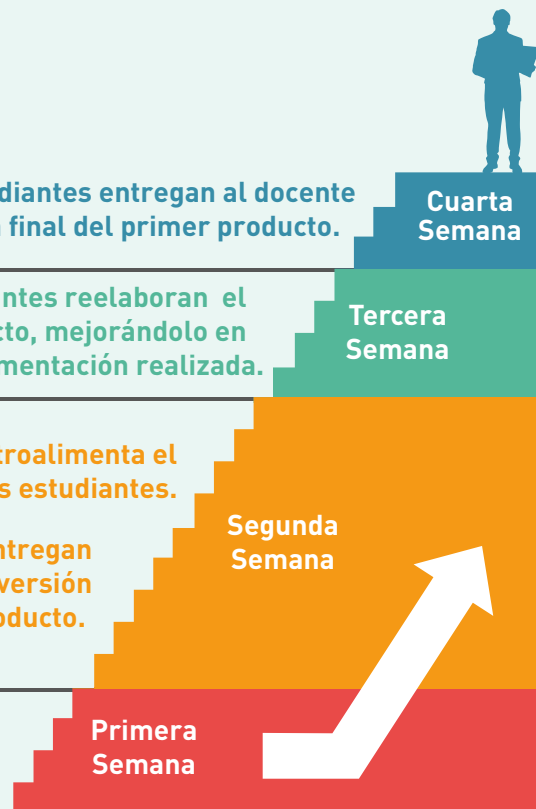 diantes entregan al docente
final del primer producto.
Cuarta
Semana
ntes reelaboran el
cto, mejorándolo en
mentación realizada.
Tercera
Semana
troalimenta el
s estudiantes.
ntregan
versión
oducto.
Segunda
Semana
Primera
Semana